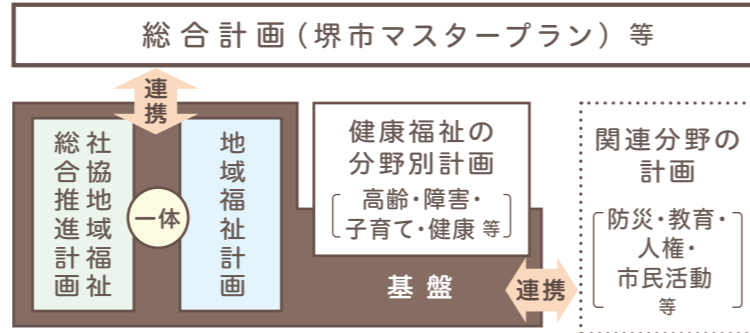 総合計画(堺市マスタープラン)等
連携
社協地域福祉
総合推進計画
一体
地域福祉計画
健康福祉の
分野別計画
高齢・障害・
子育て・健康 等
基盤
連携
関連分野の
計画
防災・教育・
人権・
市民活動
等